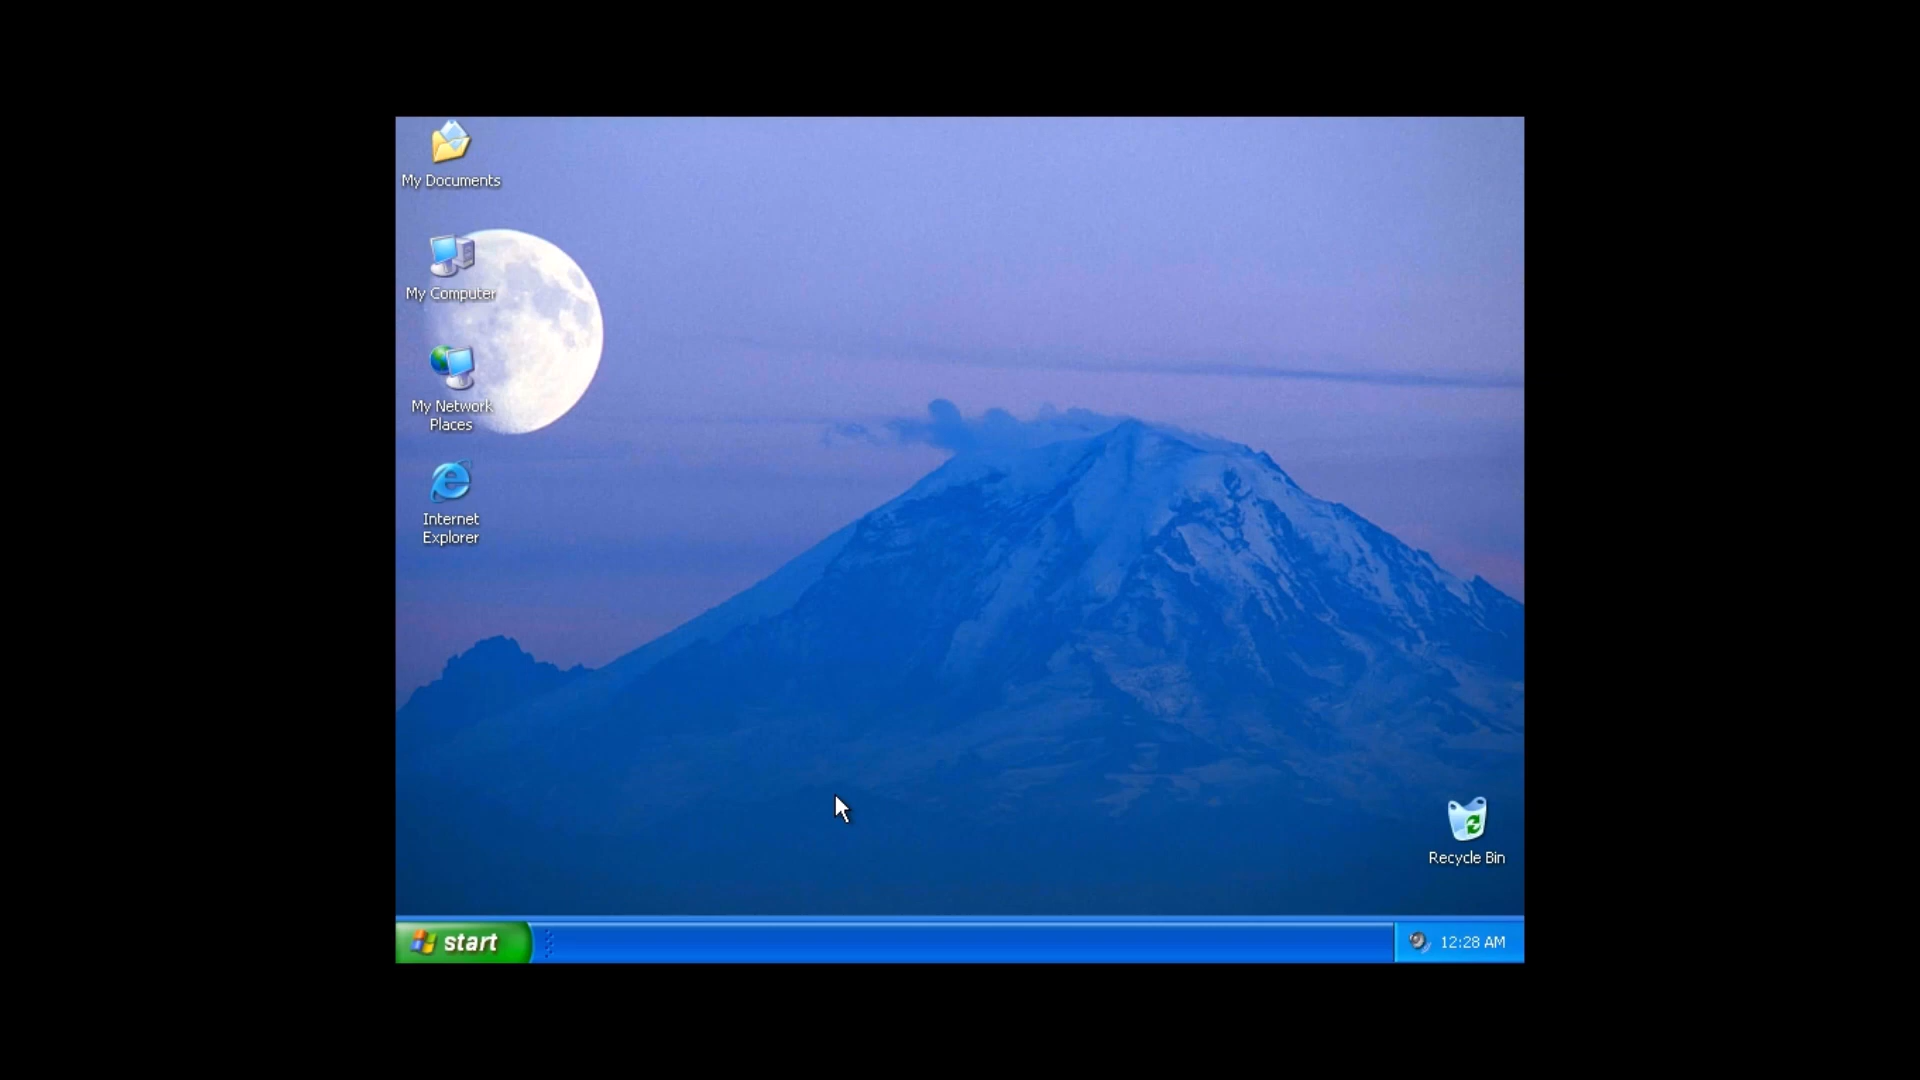 My Documents
My Computer
My Network
Places
Internet
Explorer
Recycle Bin
start
12:28 AM